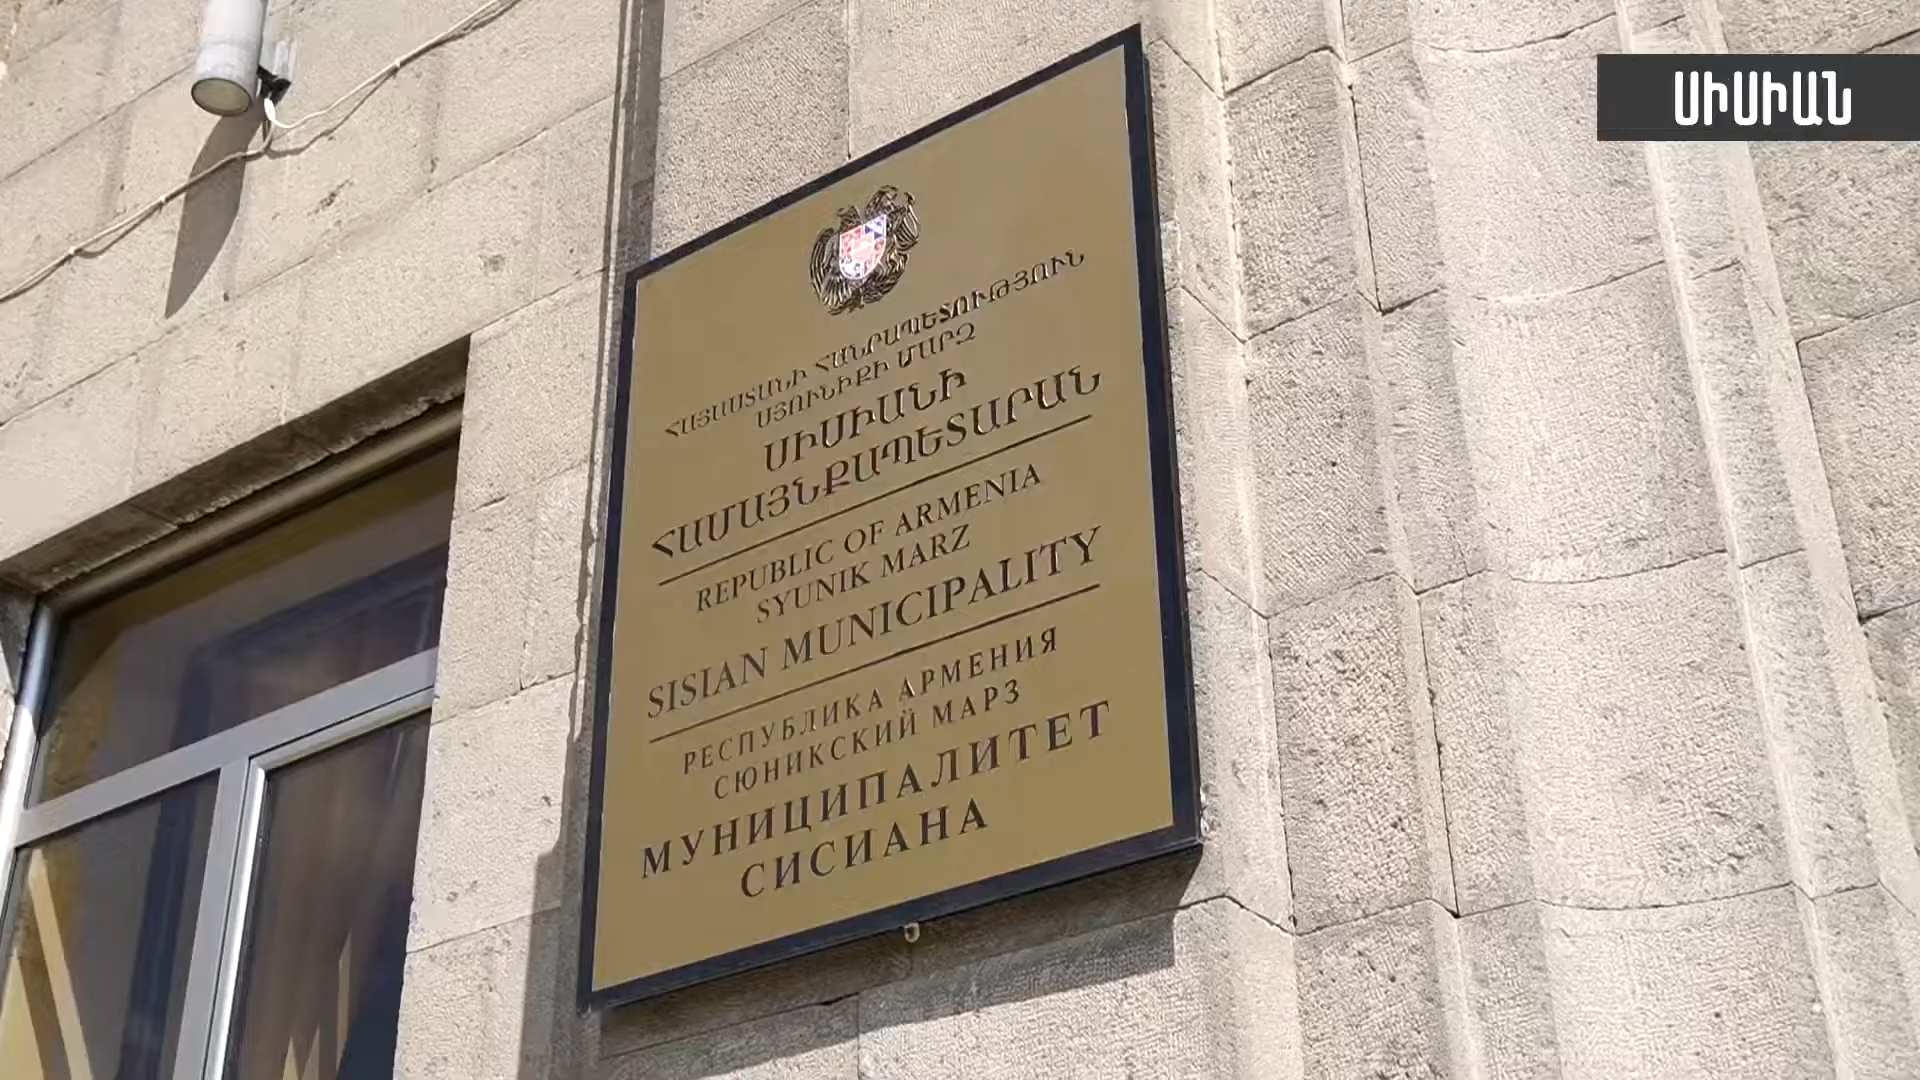 ՍԻՍԻԱՆ
ՀԱՅԱՍՏԱՆԻ ՀԱՆՐԱՊԵՏՈՒԹՅՈՒՆ
ՍՅՈՒՆԻՔԻ ՄԱՐԶ
ՍԻՍԻԱՆԻ
ՀԱՄԱՅՆՔԱՊԵՏԱՐԱՆ
REPUBLIC OF ARMENIA
SYUNIK MARZ
SISIAN MUNICIPALITY
РЕСПУБЛИКА АРМЕНИЯ
СЮНИКСКИЙ МАРЗ
МУНИЦИПАЛИТЕТ
СИСИАНА